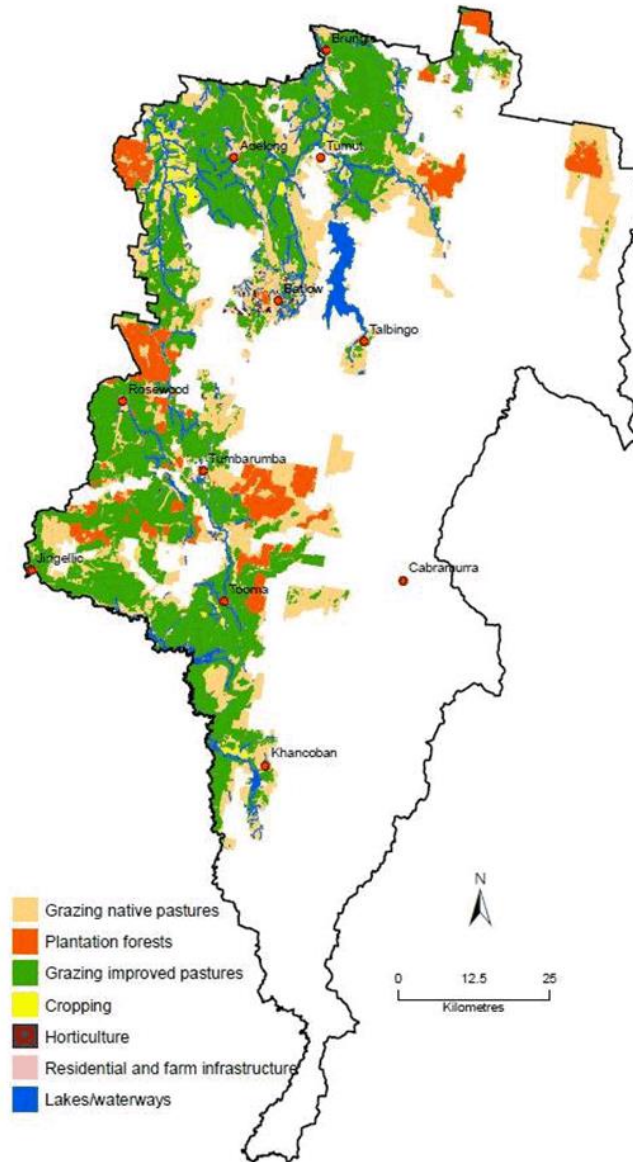 Brungle
Adelong
Tumut
Batlow
Talbingo
Rosewood
Tumbarumba
Jingellic
Cabramurra
Tooma
Khancoban
N
Grazing native pastures
Plantation forests
Grazing improved pastures
Cropping
Horticulture
Residential and farm infrastructure
Lakes/waterways
0 12.5 25
Kilometres